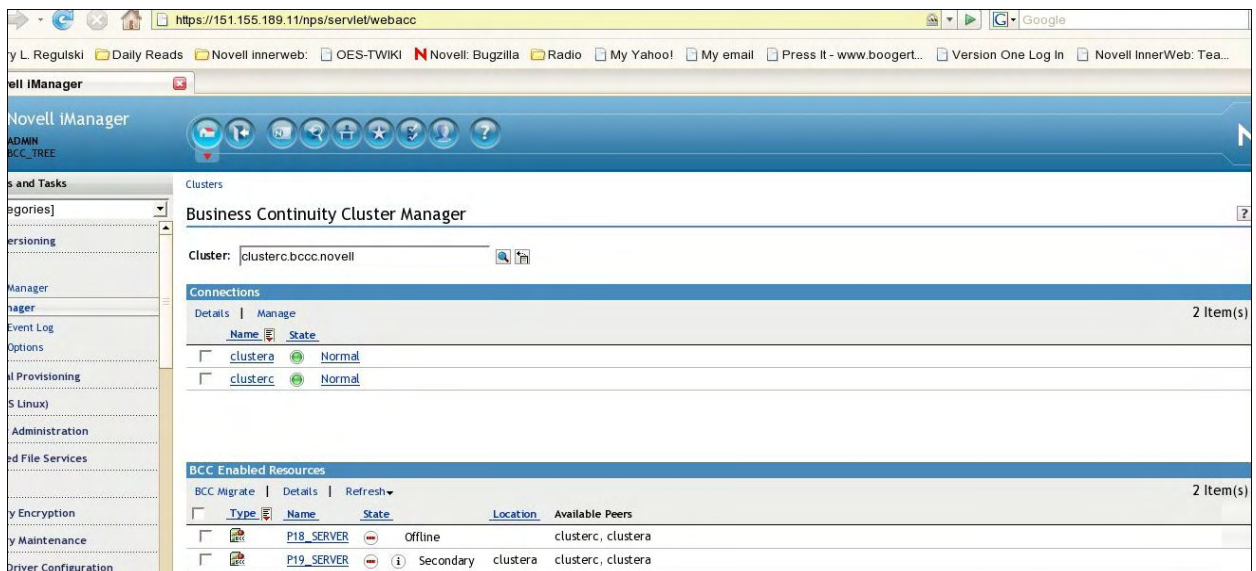 https://151.155.189.11/nps/servlet/webacc
G Google
ry L. Regulski Daily Reads Novell innerweb: OES-TWIKI Novell: Bugzilla Radio My Yahoo! My email Press It - www.boogert... Version One Log In Novell InnerWeb: Tea...
vell iManager
Novell iManager
ADMIN
BCC_TREE
N
s and Tasks
egories]
ersioning
Manager
nager
Event Log
Options
al Provisioning
S Linux)
Administration
ed File Services
y Encryption
y Maintenance
Driver Configuration
Clusters
Business Continuity Cluster Manager
?
Cluster: clusterc.bccc.novell
Connections
Details | Manage 2 Item(s)
Name State
clustera Normal
clusterc Normal
BCC Enabled Resources
BCC Migrate | Details | Refresh 2 Item(s)
Type Name State Location Available Peers
P18_SERVER Offline clusterc, clustera
P19_SERVER i Secondary clustera clusterc, clustera